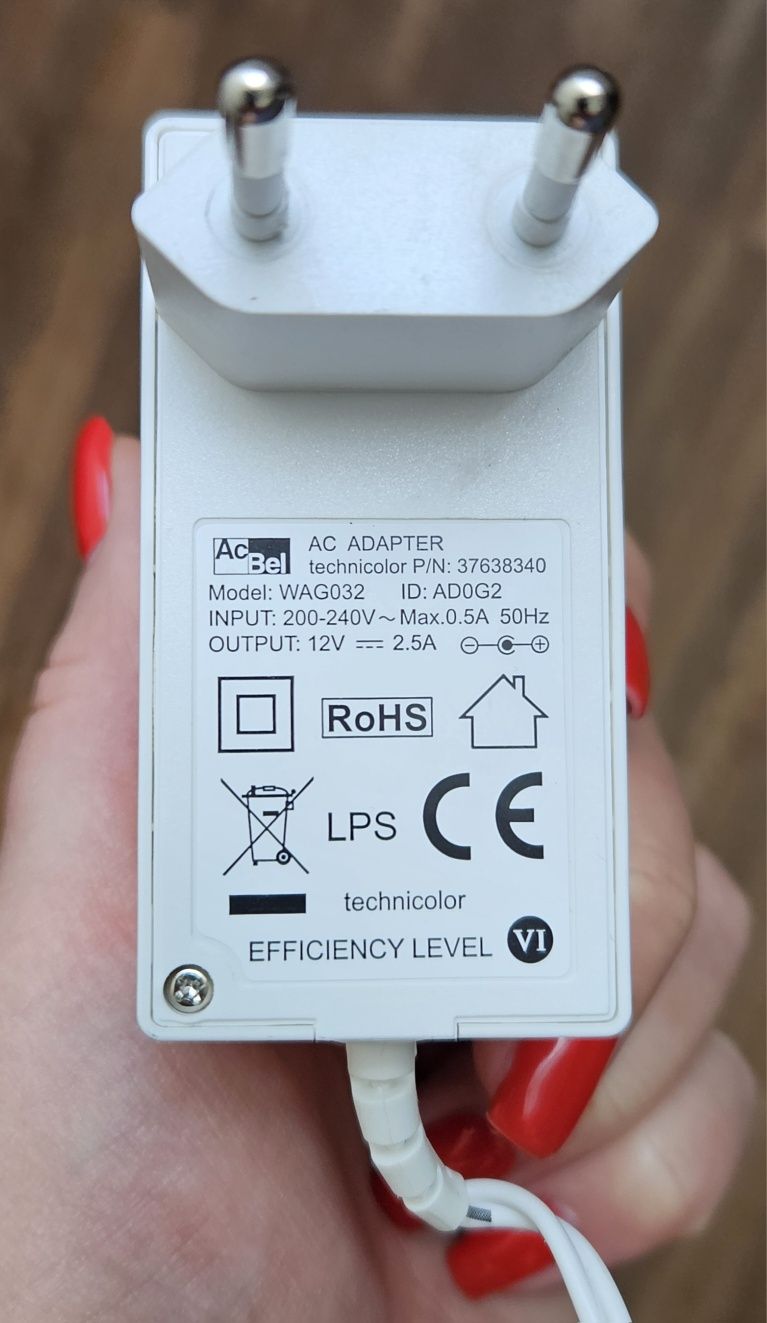 AcBel
AC ADAPTER
technicolor P/N: 37638340
Model: WAG032 ID: AD0G2
INPUT: 200-240V~Max.0.5A 50Hz
OUTPUT: 12V ⎓ 2.5A
RoHS
LPS CE
technicolor
EFFICIENCY LEVEL VI